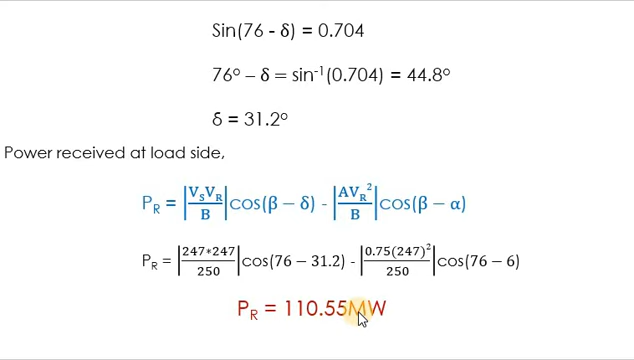 Sin(76 - δ) = 0.704
76° – δ = sin⁻¹(0.704) = 44.8°
δ = 31.2°
Power received at load side,
P_R = |V_S V_R / B| cos(β − δ) - |AV_R² / B| cos(β − α)
P_R = |247*247 / 250| cos(76 − 31.2) - |0.75(247)² / 250| cos(76 − 6)
P_R = 110.55MW